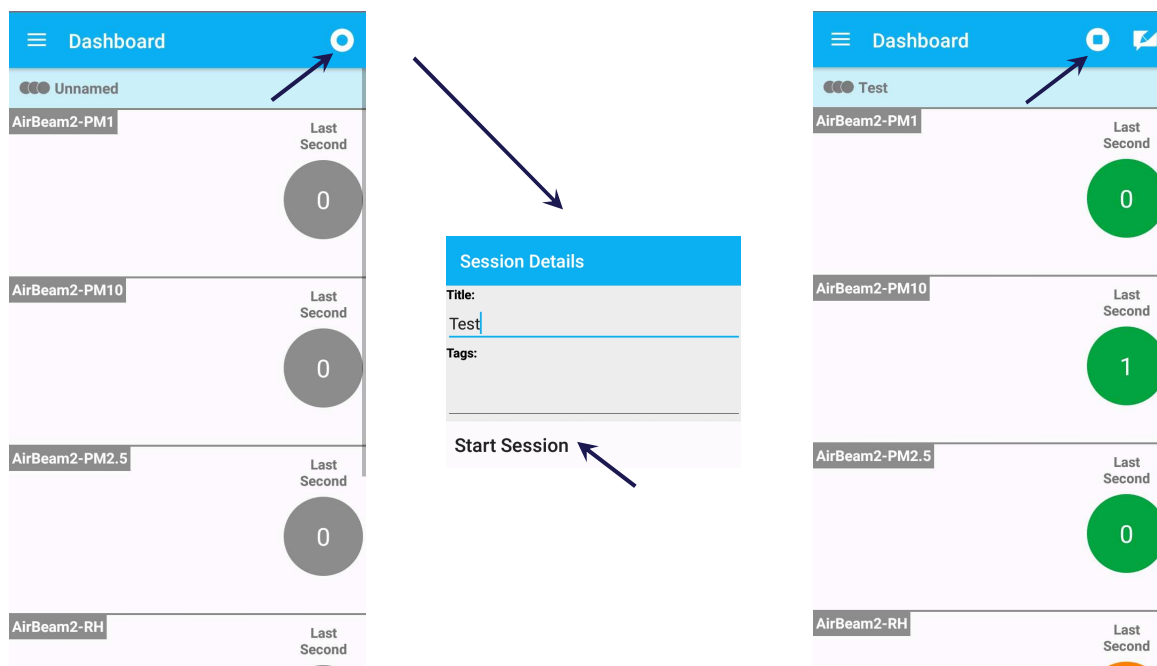 Dashboard
Unnamed
AirBeam2-PM1
Last
Second
0
AirBeam2-PM10
Last
Second
0
AirBeam2-PM2.5
Last
Second
0
AirBeam2-RH
Last
Second
Session Details
Title:
Test
Tags:
Start Session
Dashboard
Test
AirBeam2-PM1
Last
Second
0
AirBeam2-PM10
Last
Second
1
AirBeam2-PM2.5
Last
Second
0
AirBeam2-RH
Last
Second